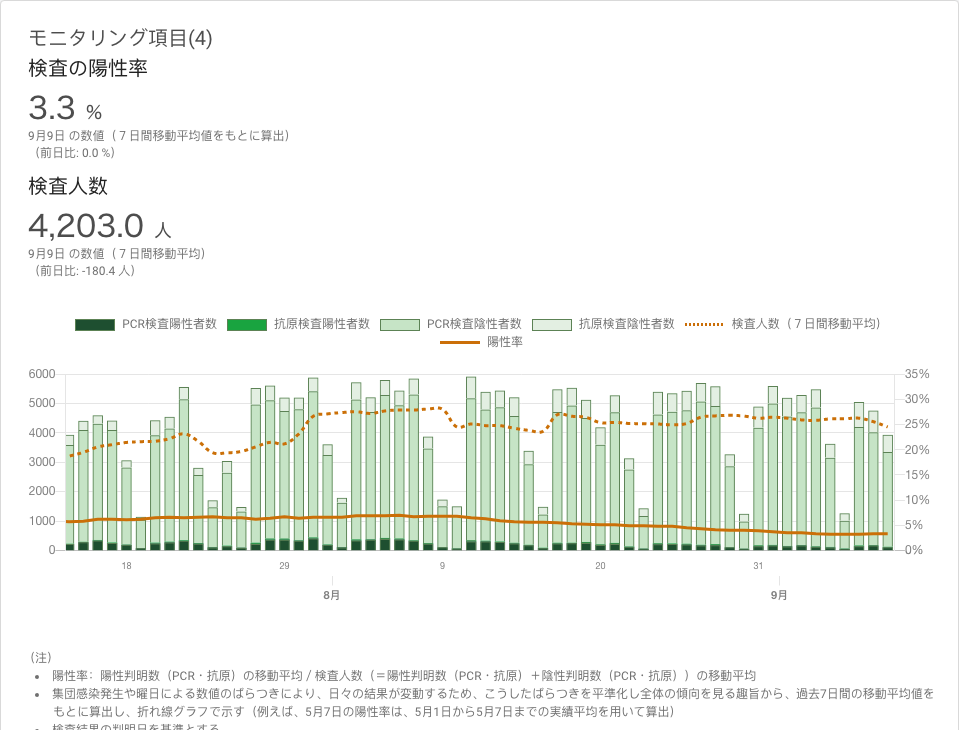 モニタリング項目(4)
検査の陽性率
3.3 %
9月9日 の数値（７日間移動平均値をもとに算出）
（前日比: 0.0 %）
検査人数
4,203.0 人
9月9日 の数値（７日間移動平均）
（前日比: -180.4 人）
PCR検査陽性者数 抗原検査陽性者数 PCR検査陰性者数 抗原検査陰性者数 検査人数（７日間移動平均）
陽性率
6000 35%
5000 30%
4000 25%
3000 20%
2000 15%
1000 10%
0 5%
0%
18 29 9 20 31
8月 9月
（注）
• 陽性率：陽性判明数（PCR・抗原）の移動平均 / 検査人数（＝陽性判明数（PCR・抗原）＋陰性判明数（PCR・抗原））の移動平均
• 集団感染発生や曜日による数値のばらつきにより、日々の結果が変動するため、こうしたばらつきを平準化し全体の傾向を見る趣旨から、過去7日間の移動平均値を
もとに算出し、折れ線グラフで示す（例えば、5月7日の陽性率は、5月1日から5月7日までの実績平均を用いて算出）
• 検査結果の判明日を基準とする